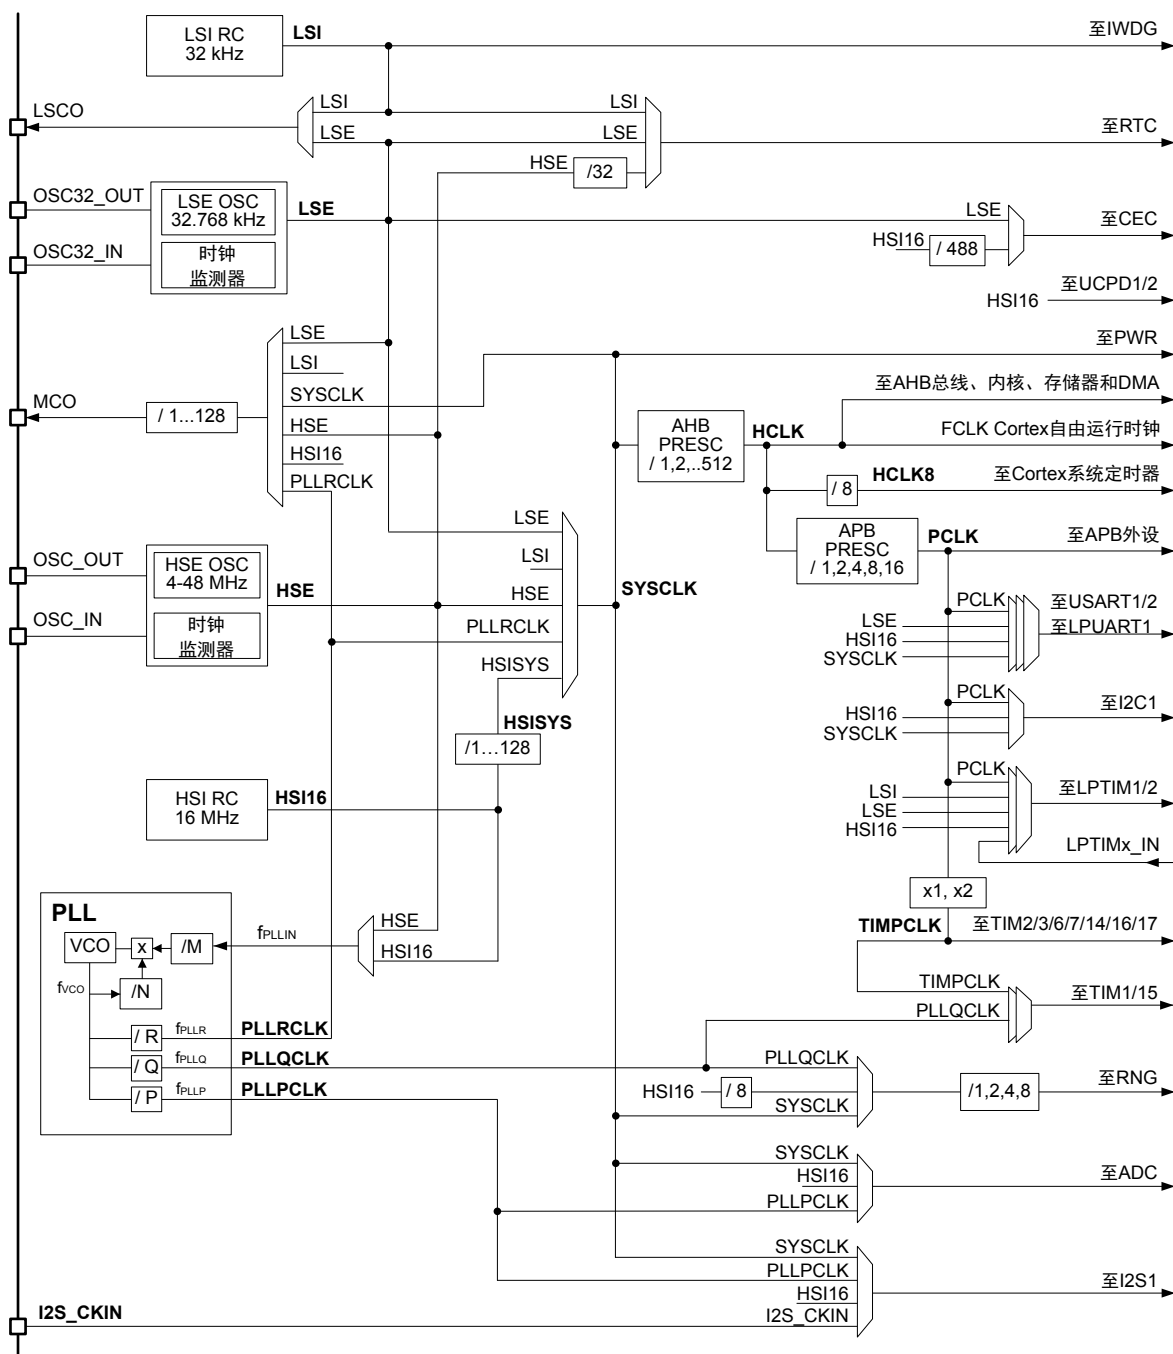 LSI RC
32 kHz
LSI
至IWDG
LSCO
LSI
LSE
LSI
LSE
HSE
/32
至RTC
OSC32_OUT
OSC32_IN
LSE OSC
32.768 kHz
时钟
监测器
LSE
LSE
HSI16
/ 488
至CEC
至UCPD1/2
HSI16
LSE
LSI
SYSCLK
HSE
HSI16
PLLRCLK
MCO
/ 1...128
至PWR
至AHB总线、内核、存储器和DMA
AHB
PRESC
/ 1,2,..512
HCLK
FCLK Cortex自由运行时钟
/ 8
HCLK8
至Cortex系统定时器
APB
PRESC
/ 1,2,4,8,16
PCLK
至APB外设
OSC_OUT
OSC_IN
HSE OSC
4-48 MHz
时钟
监测器
HSE
LSE
LSI
HSE
PLLRCLK
HSISYS
SYSCLK
HSISYS
/1…128
PCLK
LSE
HSI16
SYSCLK
至USART1/2
至LPUART1
PCLK
HSI16
SYSCLK
至I2C1
HSI RC
16 MHz
HSI16
PCLK
LSI
LSE
HSI16
至LPTIM1/2
LPTIMx_IN
x1, x2
TIMPCLK
至TIM2/3/6/7/14/16/17
PLL
VCO
x
/M
fPLLIN
HSE
HSI16
fVCO
/N
/ R
fPLLR
PLLRCLK
/ Q
fPLLQ
PLLQCLK
/ P
fPLLP
PLLPCLK
TIMPCLK
PLLQCLK
至TIM1/15
PLLQCLK
HSI16
/ 8
SYSCLK
/1,2,4,8
至RNG
SYSCLK
HSI16
PLLPCLK
至ADC
SYSCLK
PLLPCLK
HSI16
I2S_CKIN
至I2S1
I2S_CKIN